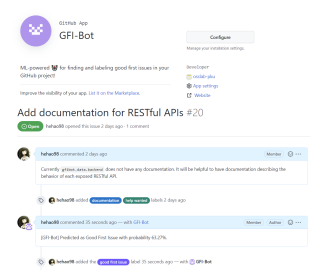 GitHub App
GFI-Bot
Configure
Manage your installation settings.
ML-powered 🤖 for finding and labeling good first issues in your
GitHub project!
Developer
osslab-pku
App settings
Website
Improve the visibility of your app. List it on the Marketplace.
Add documentation for RESTful APIs #20
Open hehao98 opened this issue 2 days ago · 1 comment
hehao98 commented 2 days ago
Member
Currently gfibot.data.backend does not have any documentation. It will be helpful to have documentation describing the
behavior of each exposed RESTful API.
hehao98 added documentation help wanted labels 2 days ago
hehao98 commented 35 seconds ago — with GFI-Bot
Member Author
[GFI-Bot] Predicted as Good First Issue with probability 63.27%.
hehao98 added the good first issue label 35 seconds ago — with GFI-Bot